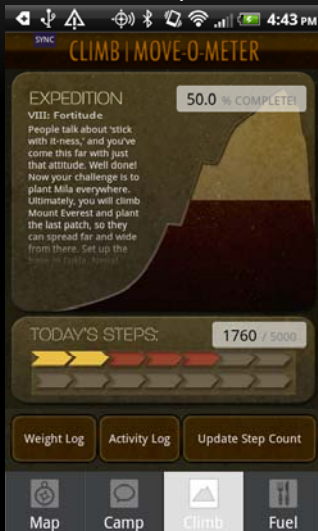 4:43 PM
SYNC
CLIMB | MOVE-O-METER
EXPEDITION
50.0 % COMPLETE!
VIII: Fortitude
People talk about 'stick
with it-ness,' and you've
come this far with just
that attitude. Well done!
Now your challenge is to
plant Mila everywhere.
Ultimately, you will climb
Mount Everest and plant
the last patch, so they
can spread far and wide
from there. Set up the
base in Lukla, Nepal
TODAY'S STEPS:
1760 / 5000
Weight Log
Activity Log
Update Step Count
Map
Camp
Climb
Fuel